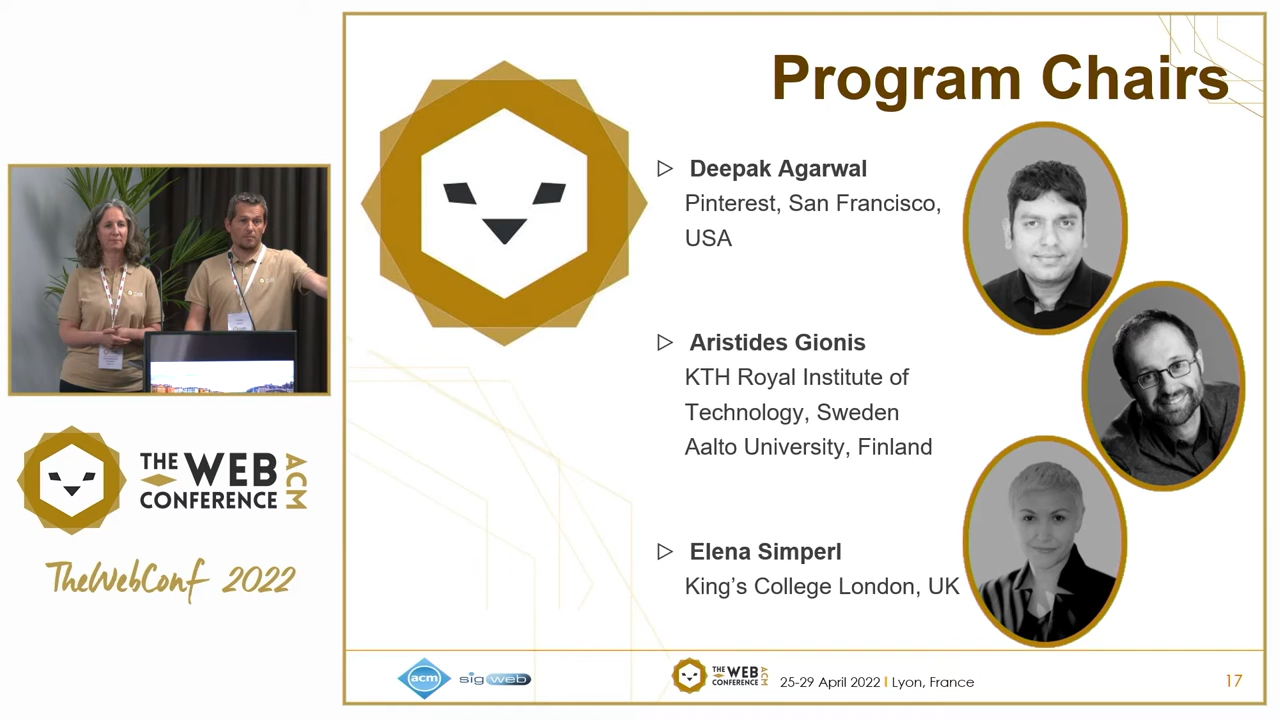 Program Chairs
▷ Deepak Agarwal
Pinterest, San Francisco,
USA
▷ Aristides Gionis
KTH Royal Institute of
Technology, Sweden
Aalto University, Finland
▷ Elena Simperl
King’s College London, UK
THE WEB
CONFERENCE
ACM
TheWebConf 2022
acm
sigweb
THE WEB
CONFERENCE
ACM
25-29 April 2022 | Lyon, France
17